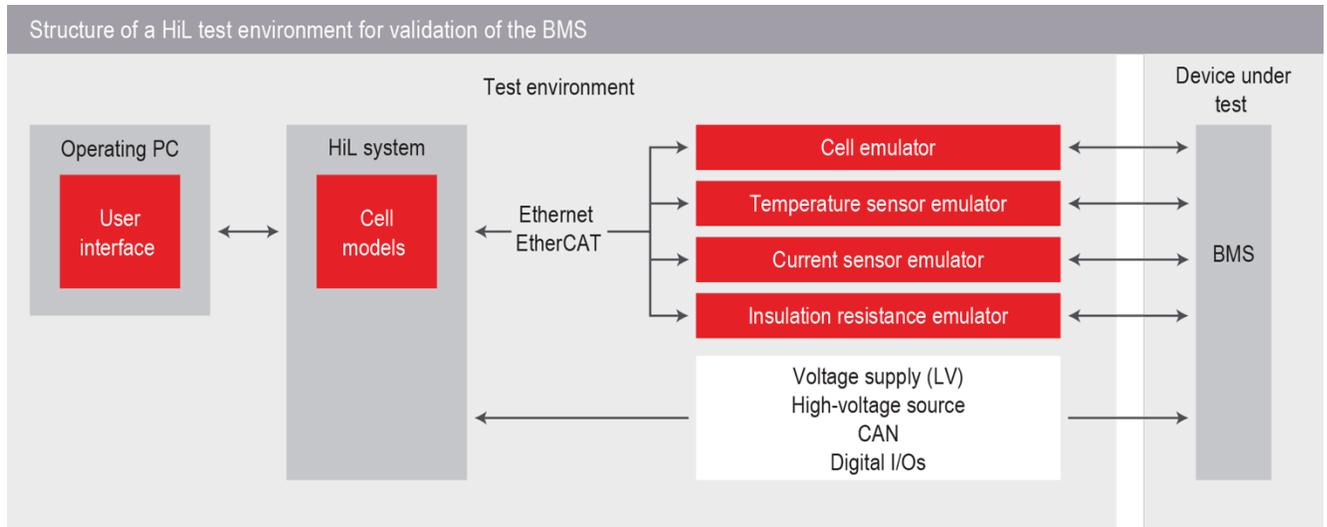 Structure of a HiL test environment for validation of the BMS
Test environment
Device under
test
Operating PC
User
interface
HiL system
Cell
models
Ethernet
EtherCAT
Cell emulator
Temperature sensor emulator
Current sensor emulator
Insulation resistance emulator
Voltage supply (LV)
High-voltage source
CAN
Digital I/Os
BMS